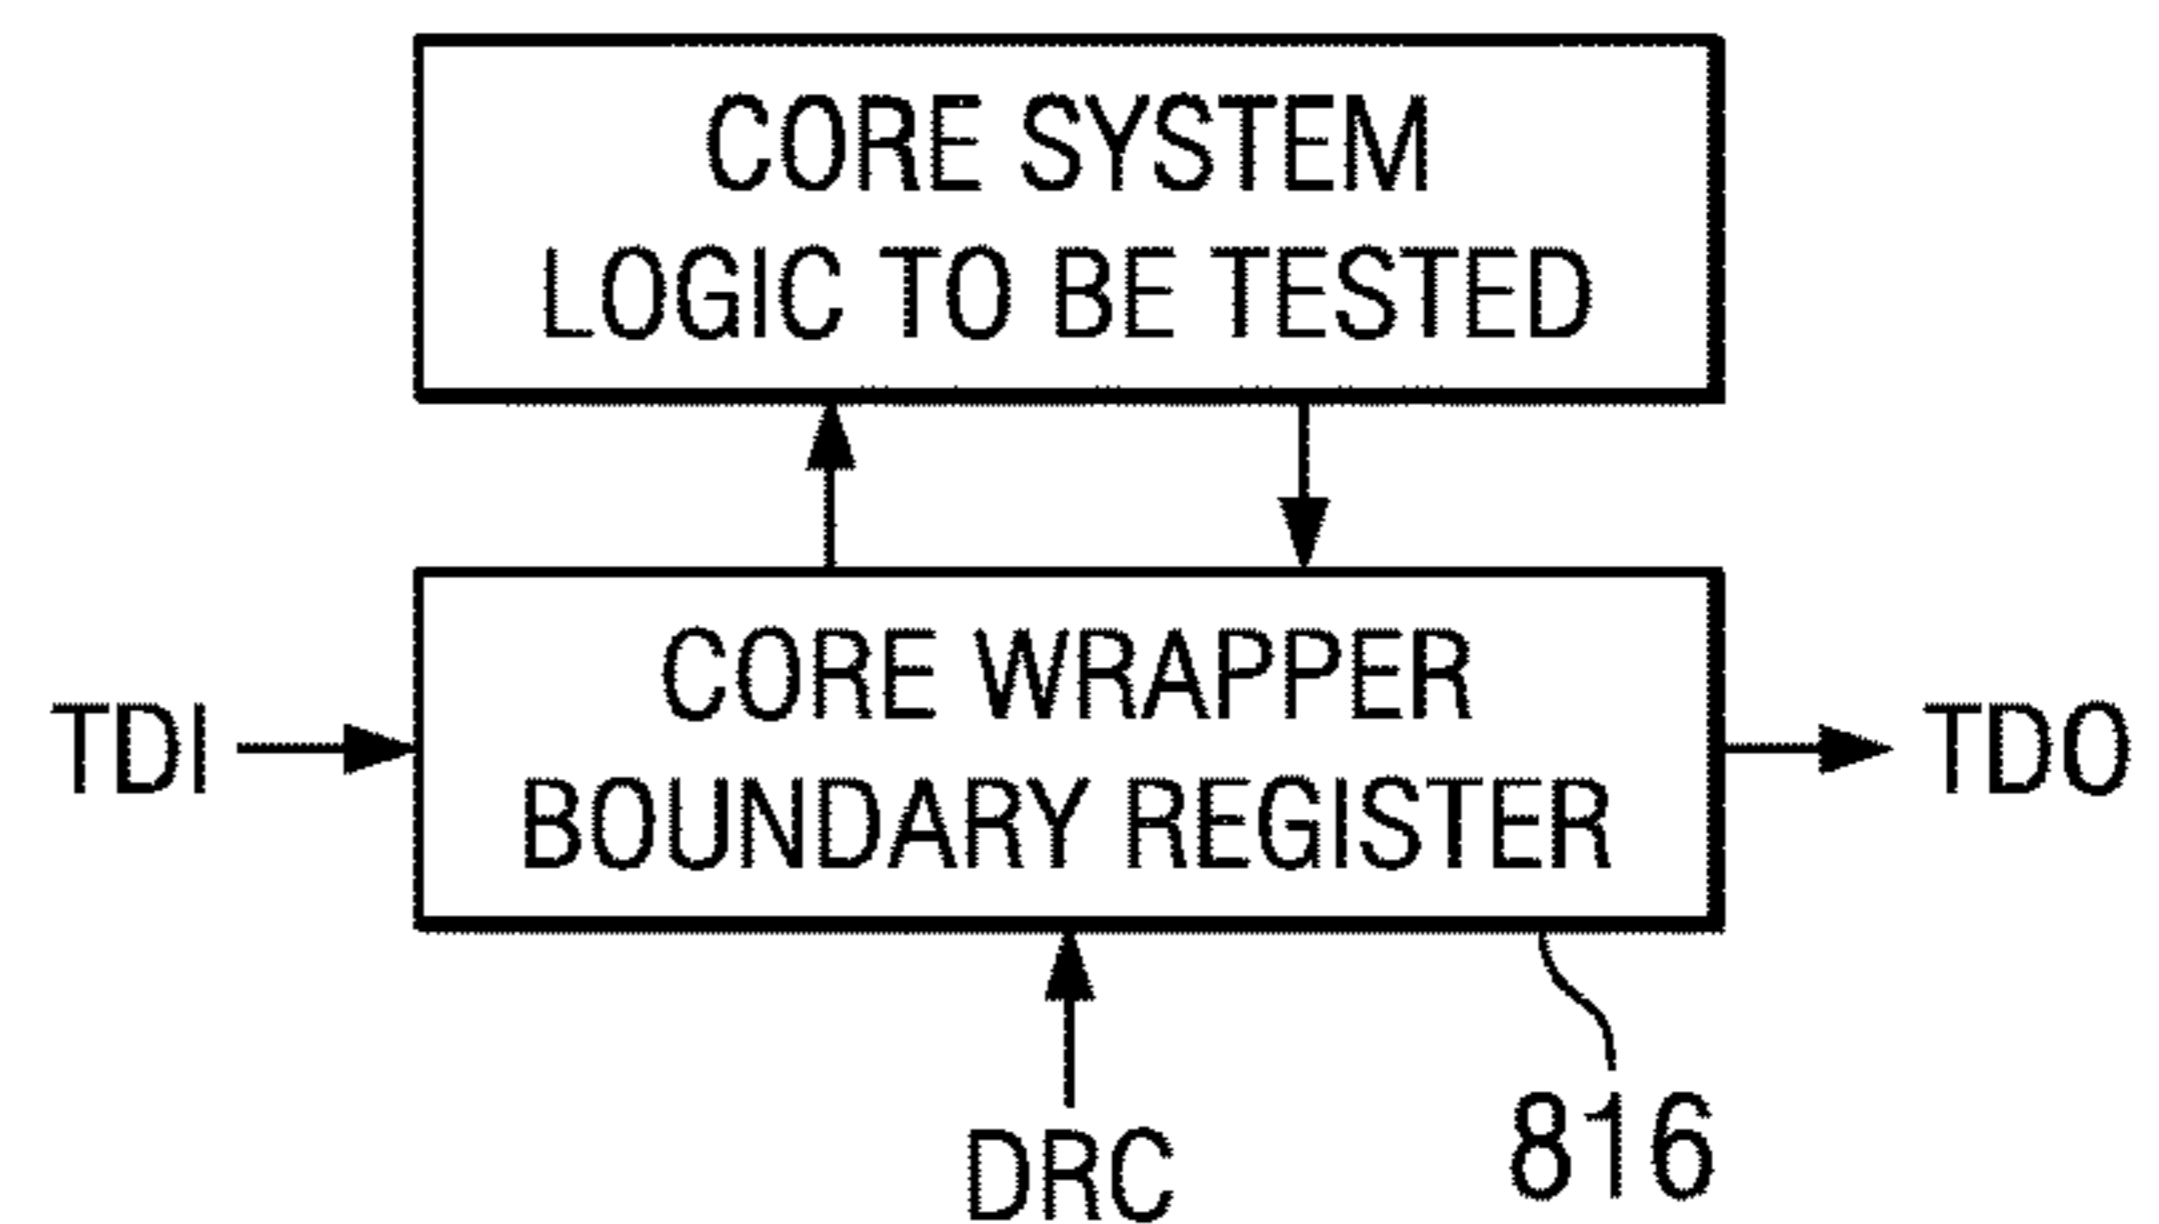 CORE SYSTEM
LOGIC TO BE TESTED
CORE WRAPPER
BOUNDARY REGISTER
TDI
TDO
DRC
816